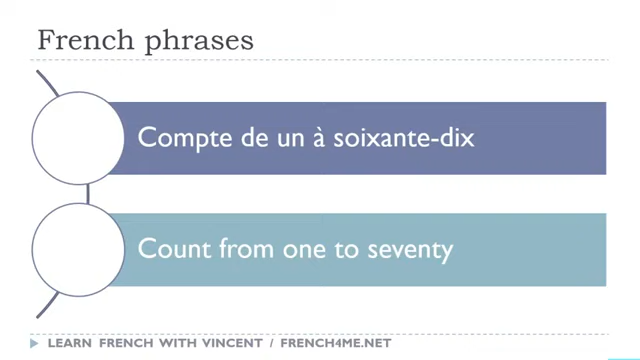 French phrases
Compte de un à soixante-dix
Count from one to seventy
LEARN FRENCH WITH VINCENT / FRENCH4ME.NET